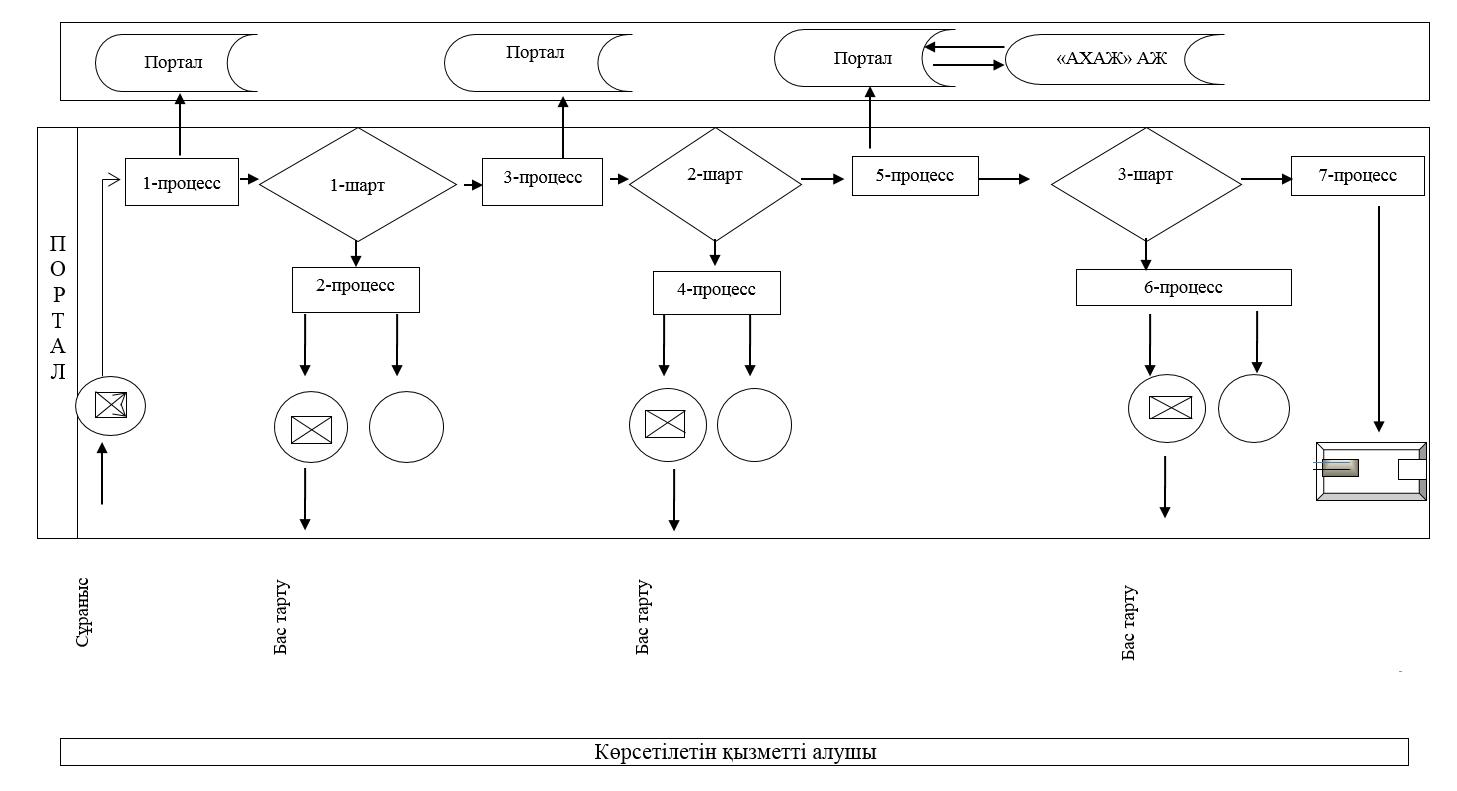 Портал
Портал
Портал
«АХАЖ» АЖ
ПОРТАЛ
1-процесс
1-шарт
3-процесс
2-шарт
5-процесс
3-шарт
7-процесс
2-процесс
4-процесс
6-процесс
Сұраныс
Бас тарту
Бас тарту
Бас тарту
Көрсетілетін қызметті алушы